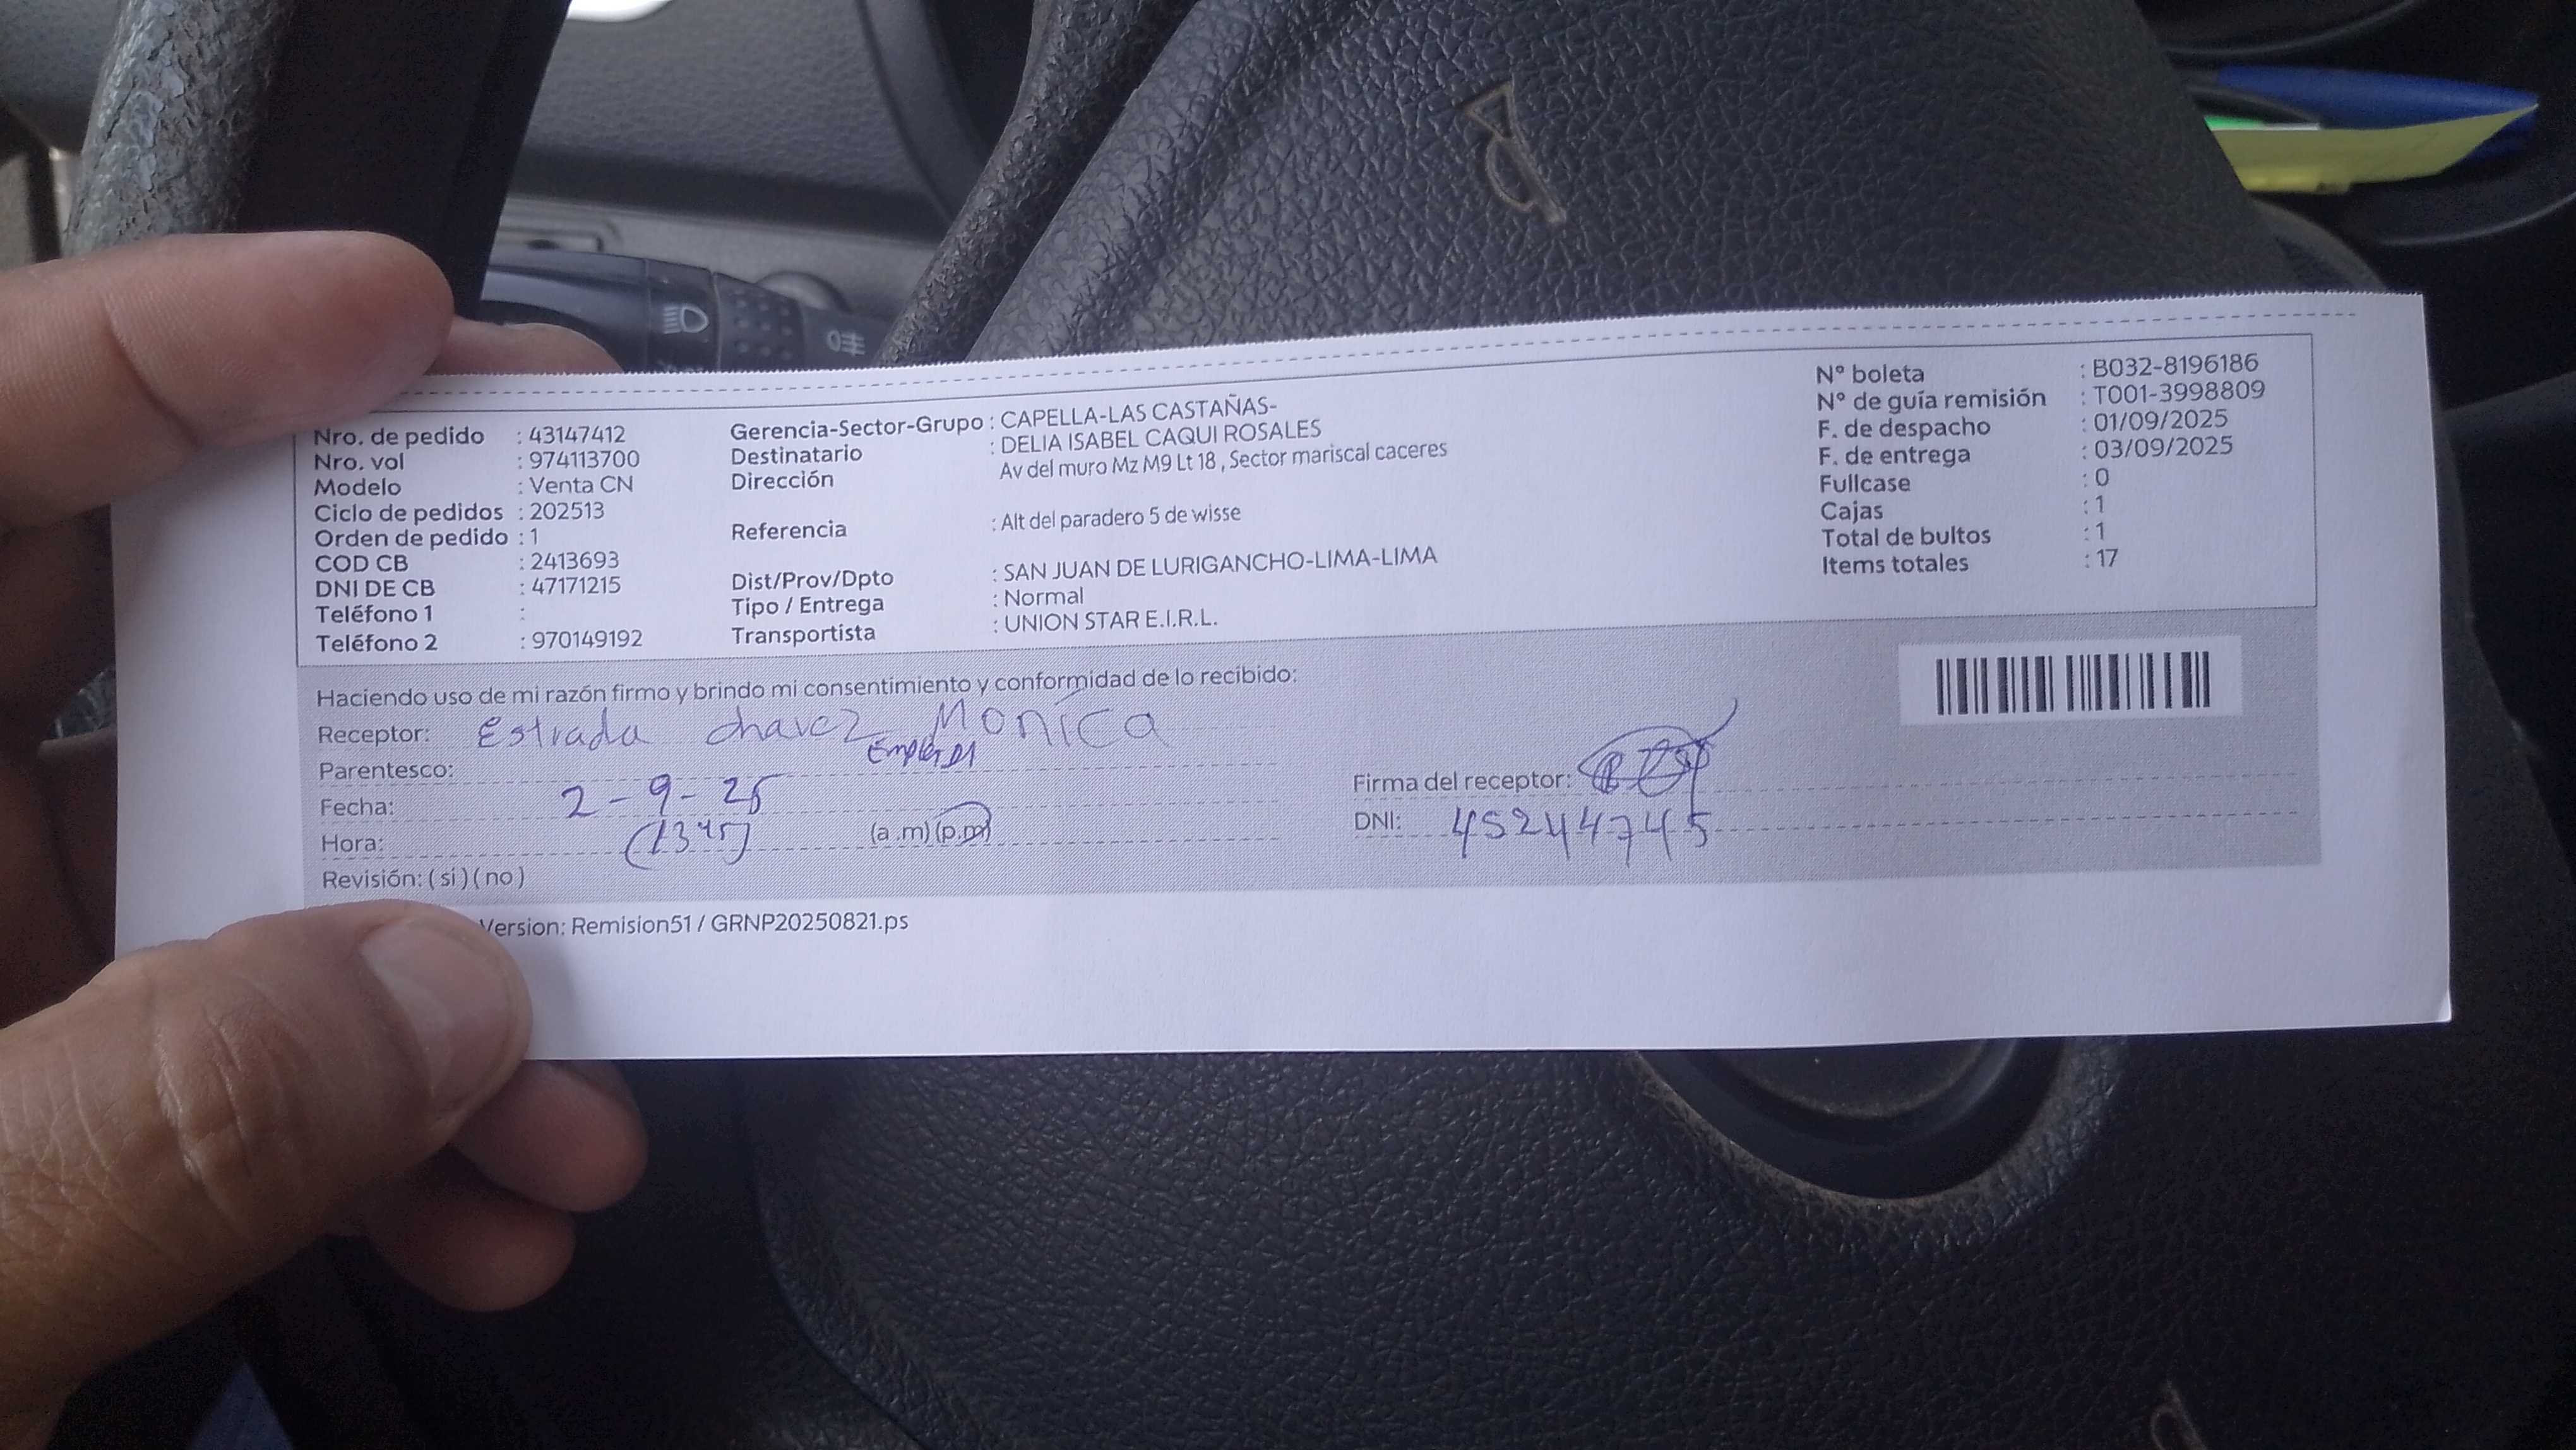 Nro. de pedido : 43147412
Nro. vol : 974113700
Modelo : Venta CN
Ciclo de pedidos : 202513
Orden de pedido : 1
COD CB : 2413693
DNI DE CB : 47171215
Teléfono 1 :
Teléfono 2 : 970149192
Gerencia-Sector-Grupo : CAPELLA-LAS CASTAÑAS-
Destinatario : DELIA ISABEL CAQUI ROSALES
Dirección Av del muro Mz M9 Lt 18 , Sector mariscal caceres
Referencia : Alt del paradero 5 de wisse
Dist/Prov/Dpto : SAN JUAN DE LURIGANCHO-LIMA-LIMA
Tipo / Entrega : Normal
Transportista : UNION STAR E.I.R.L.
N° boleta : B032-8196186
N° de guía remisión : T001-3998809
F. de despacho : 01/09/2025
F. de entrega : 03/09/2025
Fullcase : 0
Cajas : 1
Total de bultos : 1
Items totales : 17
Haciendo uso de mi razón firmo y brindo mi consentimiento y conformidad de lo recibido:
Receptor: Estrada chavez Monica
Parentesco:
Fecha: 2-9-25
Hora: (1345) (a.m) (p.m)
Revisión: ( si ) ( no )
Firma del receptor:
DNI: 45244745
Version: Remision51 / GRNP20250821.ps